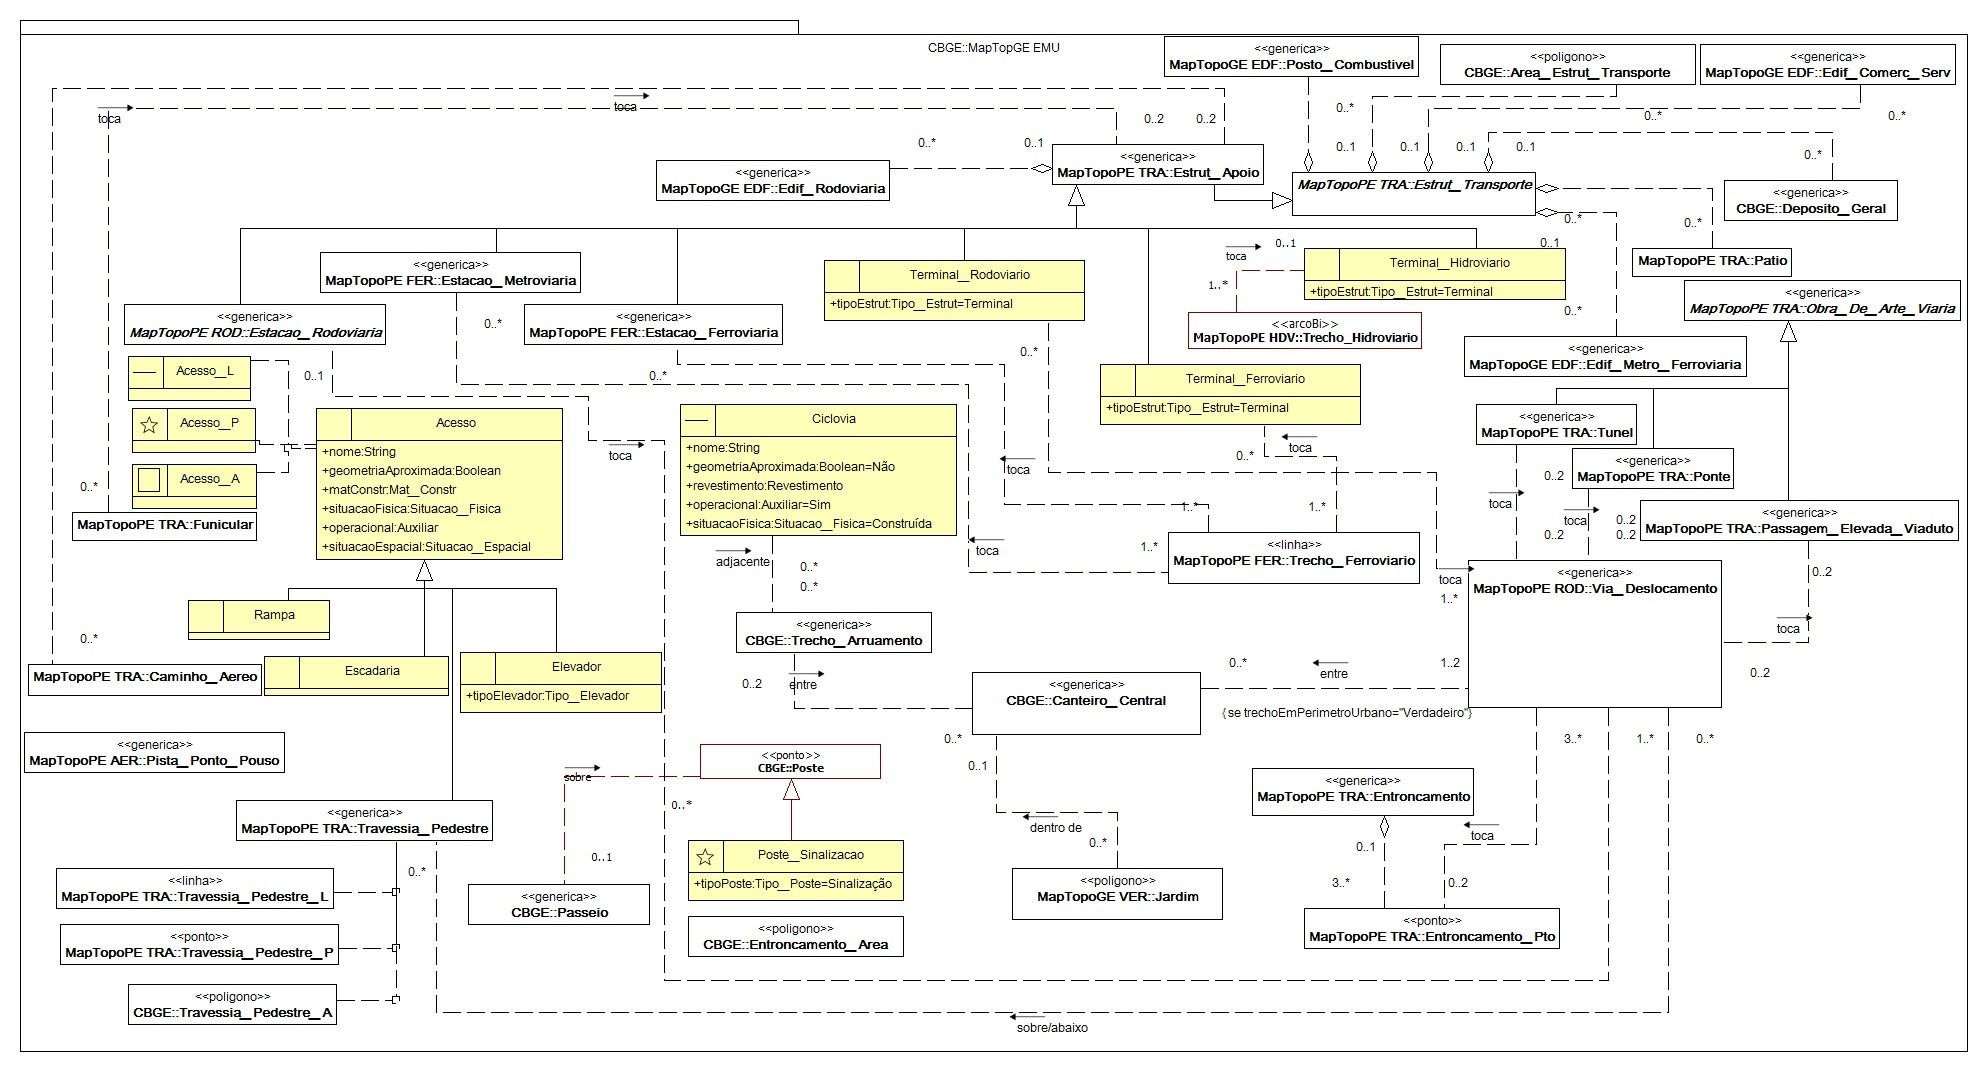 CBGE::MapTopGE EMU
<<generica>>
MapTopoGE EDF::Posto_Combustivel
<<poligono>>
CBGE::Area_Estrut_Transporte
<<generica>>
MapTopoGE EDF::Edif_Comerc_Serv
toca
toca
0..2
0..2
0..*
0..*
0..*
0..*
0..1
0..1
0..1
0..1
0..1
0..*
<<generica>>
MapTopoGE EDF::Edif_Rodoviaria
<<generica>>
MapTopoPE TRA::Estrut_Apoio
MapTopoPE TRA::Estrut_Transporte
<<generica>>
CBGE::Deposito_Geral
0..*
0..*
0..1
MapTopoPE TRA::Patio
<<generica>>
MapTopoPE FER::Estacao_Metroviaria
Terminal_Rodoviario
+tipoEstrut:Tipo_Estrut=Terminal
toca
0..1
1..*
Terminal_Hidroviario
+tipoEstrut:Tipo_Estrut=Terminal
0..*
<<generica>>
MapTopoPE TRA::Obra_De_Arte_Viaria
<<generica>>
MapTopoPE ROD::Estacao_Rodoviaria
0..*
<<generica>>
MapTopoPE FER::Estacao_Ferroviaria
<<arcoBi>>
MapTopoPE HDV::Trecho_Hidroviario
0..*
<<generica>>
MapTopoGE EDF::Edif_Metro_Ferroviaria
Acesso_L
0..1
0..*
Terminal_Ferroviario
+tipoEstrut:Tipo_Estrut=Terminal
Acesso_P
Acesso_A
Acesso
+nome:String
+geometriaAproximada:Boolean
+matConstr:Mat_Constr
+situacaoFisica:Situacao_Fisica
+operacional:Auxiliar
+situacaoEspacial:Situacao_Espacial
toca
Ciclovia
+nome:String
+geometriaAproximada:Boolean=Não
+revestimento:Revestimento
+operacional:Auxiliar=Sim
+situacaoFisica:Situacao_Fisica=Construída
toca
toca
0..*
<<generica>>
MapTopoPE TRA::Tunel
<<generica>>
MapTopoPE TRA::Ponte
0..2
toca
toca
0..2
0..2
0..2
<<generica>>
MapTopoPE TRA::Passagem_Elevada_Viaduto
0..*
MapTopoPE TRA::Funicular
1..*
1..*
toca
1..*
<<linha>>
MapTopoPE FER::Trecho_Ferroviario
adjacente
0..*
0..*
toca
1..*
<<generica>>
MapTopoPE ROD::Via_Deslocamento
0..2
toca
0..2
Rampa
<<generica>>
CBGE::Trecho_Arruamento
0..*
MapTopoPE TRA::Caminho_Aereo
Escadaria
Elevador
+tipoElevador:Tipo_Elevador
0..2
entre
0..*
entre
1..2
<<generica>>
CBGE::Canteiro_Central
{se trechoEmPerimetroUrbano="Verdadeiro"}
<<generica>>
MapTopoPE AER::Pista_Ponto_Pouso
<<ponto>>
CBGE::Poste
sobre
0..*
0..*
0..1
3..*
1..*
0..*
<<generica>>
MapTopoPE TRA::Entroncamento
<<generica>>
MapTopoPE TRA::Travessia_Pedestre
dentro de
0..*
toca
0..1
Poste_Sinalizacao
+tipoPoste:Tipo_Poste=Sinalização
0..1
0..*
<<linha>>
MapTopoPE TRA::Travessia_Pedestre_L
<<generica>>
CBGE::Passeio
<<poligono>>
MapTopoGE VER::Jardim
3..*
0..2
<<ponto>>
MapTopoPE TRA::Travessia_Pedestre_P
<<poligono>>
CBGE::Entroncamento_Area
<<ponto>>
MapTopoPE TRA::Entroncamento_Pto
<<poligono>>
CBGE::Travessia_Pedestre_A
sobre/abaixo